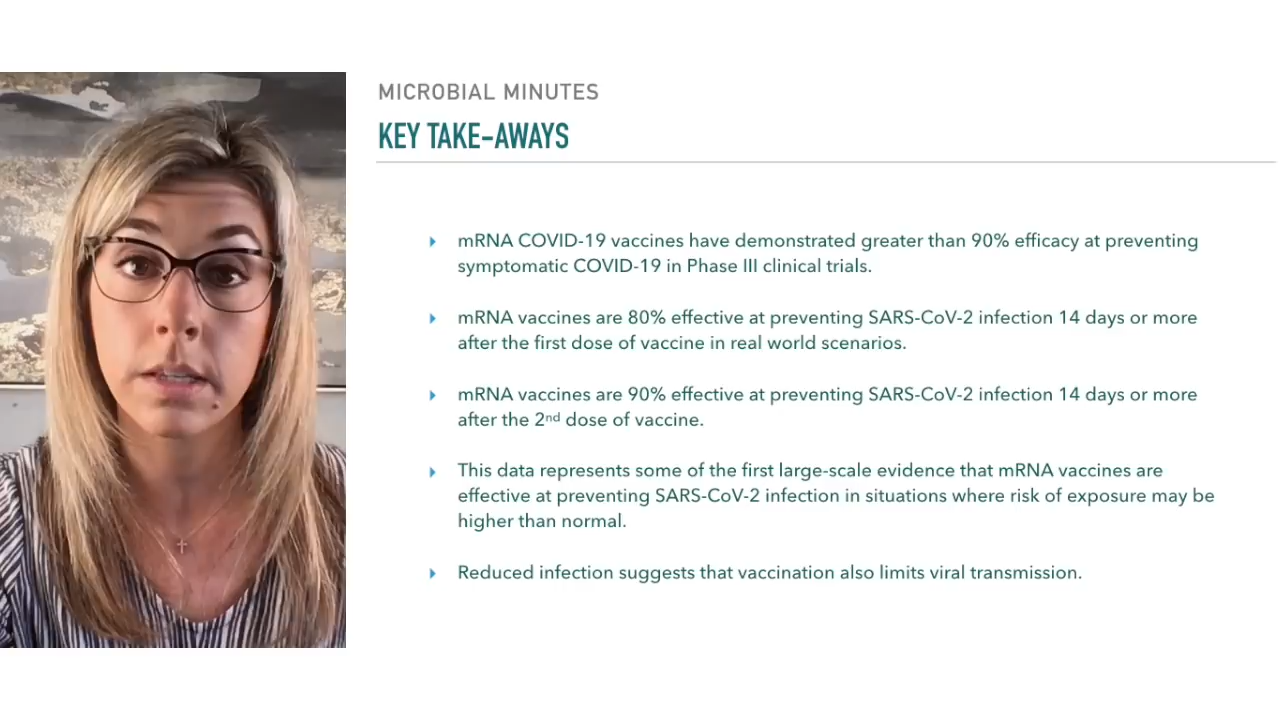 MICROBIAL MINUTES
KEY TAKE-AWAYS
mRNA COVID-19 vaccines have demonstrated greater than 90% efficacy at preventing
symptomatic COVID-19 in Phase III clinical trials.
mRNA vaccines are 80% effective at preventing SARS-CoV-2 infection 14 days or more
after the first dose of vaccine in real world scenarios.
mRNA vaccines are 90% effective at preventing SARS-CoV-2 infection 14 days or more
after the 2nd dose of vaccine.
This data represents some of the first large-scale evidence that mRNA vaccines are
effective at preventing SARS-CoV-2 infection in situations where risk of exposure may be
higher than normal.
Reduced infection suggests that vaccination also limits viral transmission.